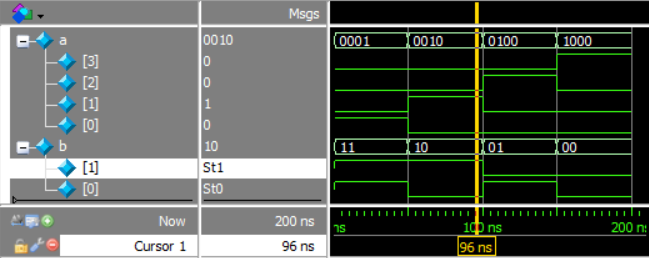 Msgs
a 0010 0001 0010 0100 1000
[3] 0
[2] 0
[1] 1
[0] 0
b 10 11 10 01 00
[1] St1
[0] St0
Now 200 ns ns 100 ns 200 ns
Cursor 1 96 ns 96 ns